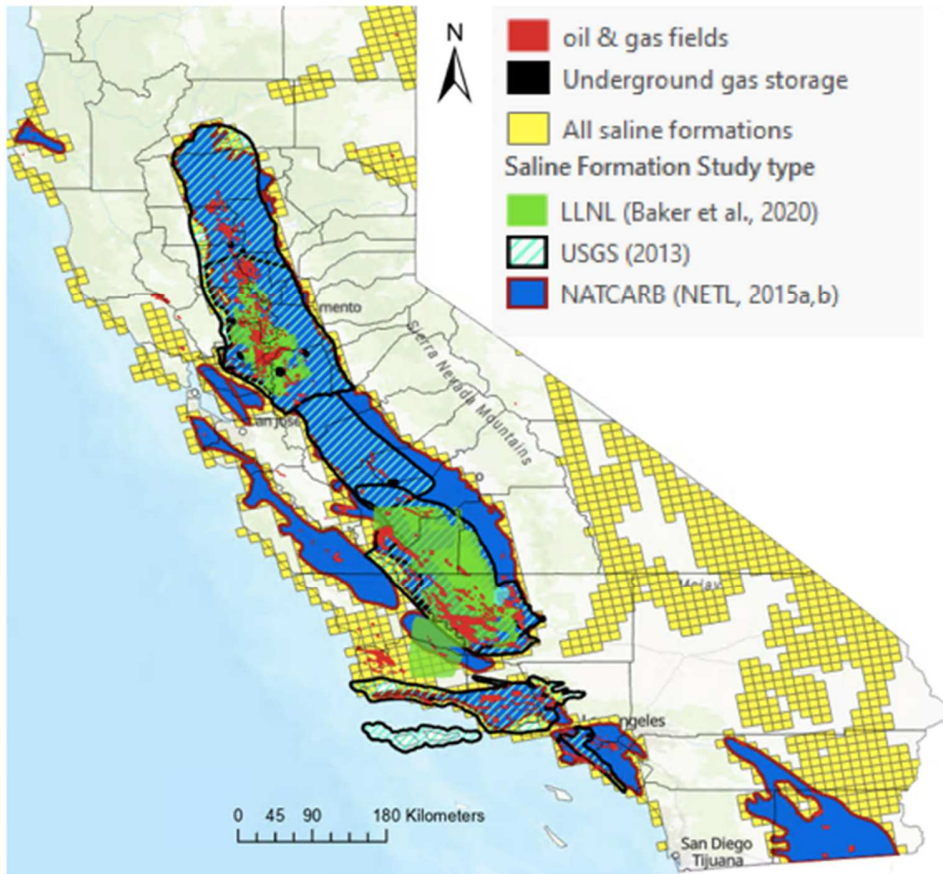 N
oil & gas fields
Underground gas storage
All saline formations
Saline Formation Study type
LLNL (Baker et al., 2020)
USGS (2013)
NATCARB (NETL, 2015a,b)
mento
Sierra Nevada Mountains
an Jose
Angeles
0 45 90 180 Kilometers
San Diego
Tijuana